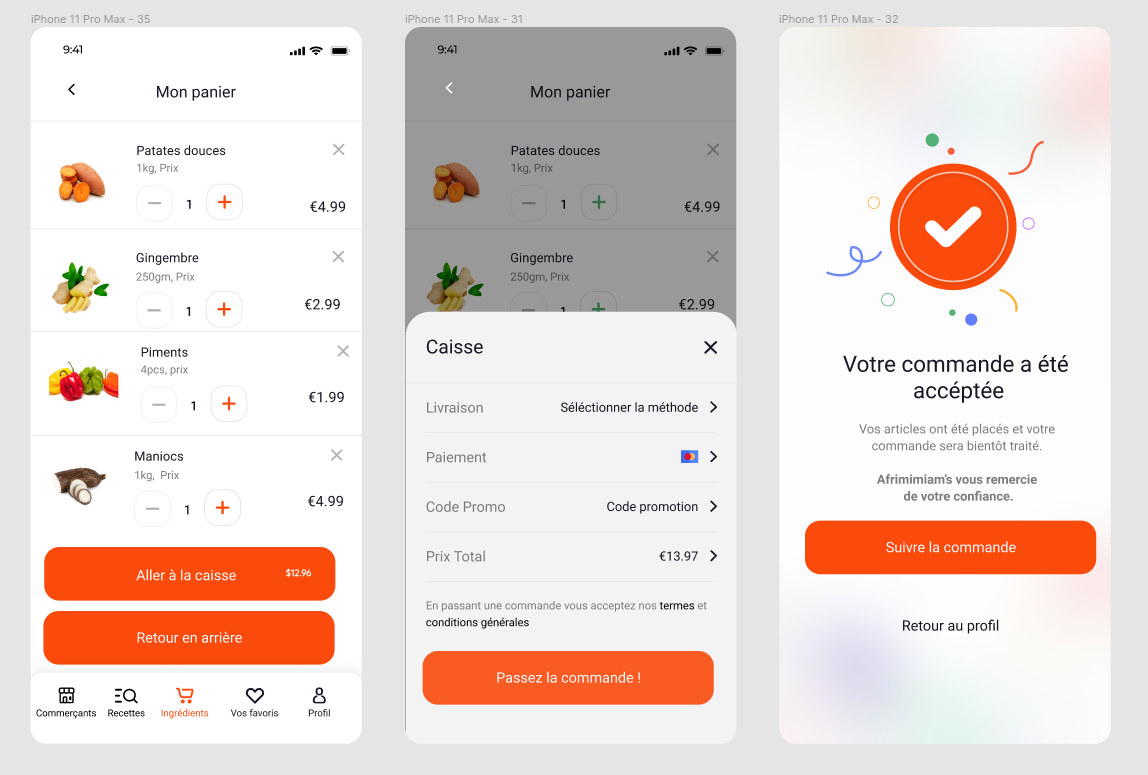 iPhone 11 Pro Max - 35
9:41
Mon panier
Patates douces
1kg, Prix
1
€4.99
Gingembre
250gm, Prix
1
€2.99
Piments
4pcs, prix
1
€1.99
Maniocs
1kg, Prix
1
€4.99
Aller à la caisse $12.96
Retour en arrière
Commerçants Recettes Ingrédients Vos favoris Profil
iPhone 11 Pro Max - 31
9:41
Mon panier
Patates douces
1kg, Prix
1
€4.99
Gingembre
250gm, Prix
1
€2.99
Caisse
Livraison Séléctionner la méthode
Paiement
Code Promo Code promotion
Prix Total €13.97
En passant une commande vous acceptez nos termes et
conditions générales
Passez la commande !
iPhone 11 Pro Max - 32
Votre commande a été
accéptée
Vos articles ont été placés et votre
commande sera bientôt traité.
Afrimimiam's vous remercie
de votre confiance.
Suivre la commande
Retour au profil